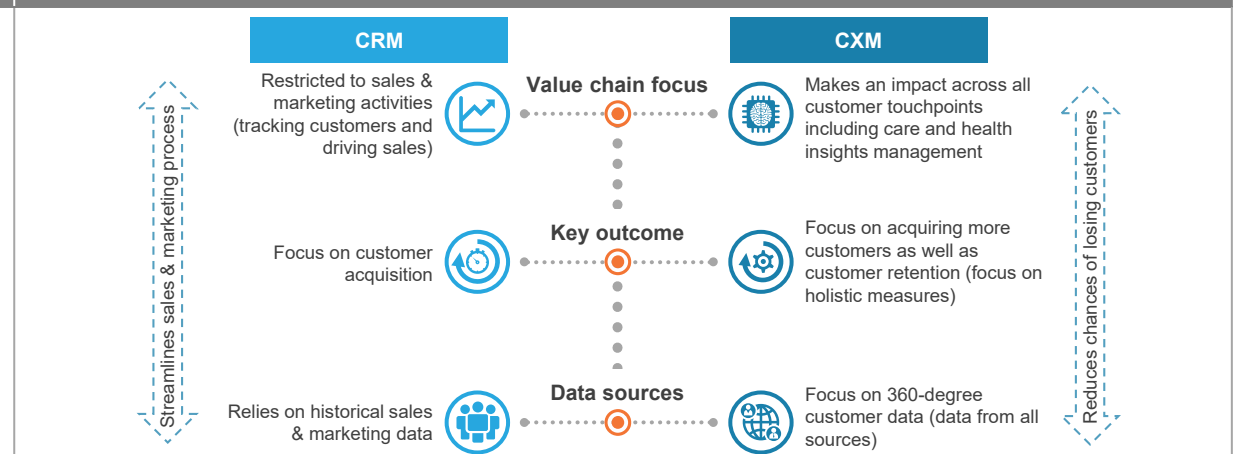 CRM
CXM
Streamlines sales & marketing process
Restricted to sales &
marketing activities
(tracking customers and
driving sales)
Value chain focus
Makes an impact across all
customer touchpoints
including care and health
insights management
Reduces chances of losing customers
Focus on customer
acquisition
Key outcome
Focus on acquiring more
customers as well as
customer retention (focus on
holistic measures)
Relies on historical sales
& marketing data
Data sources
Focus on 360-degree
customer data (data from all
sources)